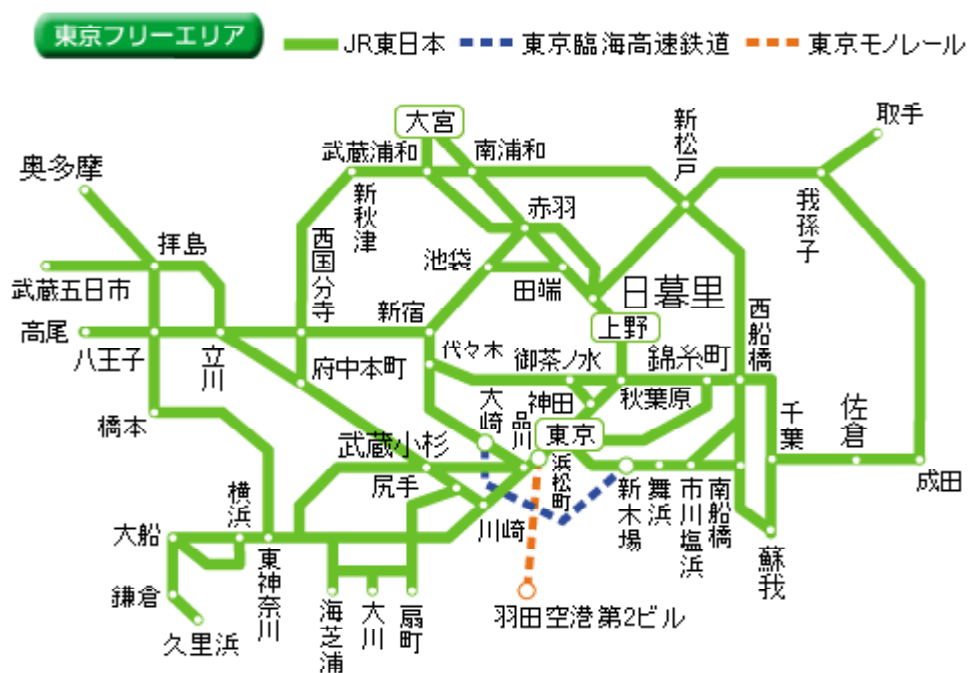 東京フリーエリア
JR東日本
東京臨海高速鉄道
東京モノレール
取手
大宮
新松戸
武蔵浦和
南浦和
奥多摩
新秋津
我孫子
赤羽
拝島
西国分寺
池袋
武蔵五日市
田端
日暮里
高尾
新宿
上野
西船橋
八王子
立川
代々木
御茶ノ水
錦糸町
府中本町
大崎
品川
神田
秋葉原
橋本
千葉
佐倉
東京
武蔵小杉
浜松町
尻手
成田
横浜
川崎
新木場
舞浜
市川塩浜
南船橋
大船
蘇我
東神奈川
鎌倉
海芝浦
大川
扇町
羽田空港第2ビル
久里浜